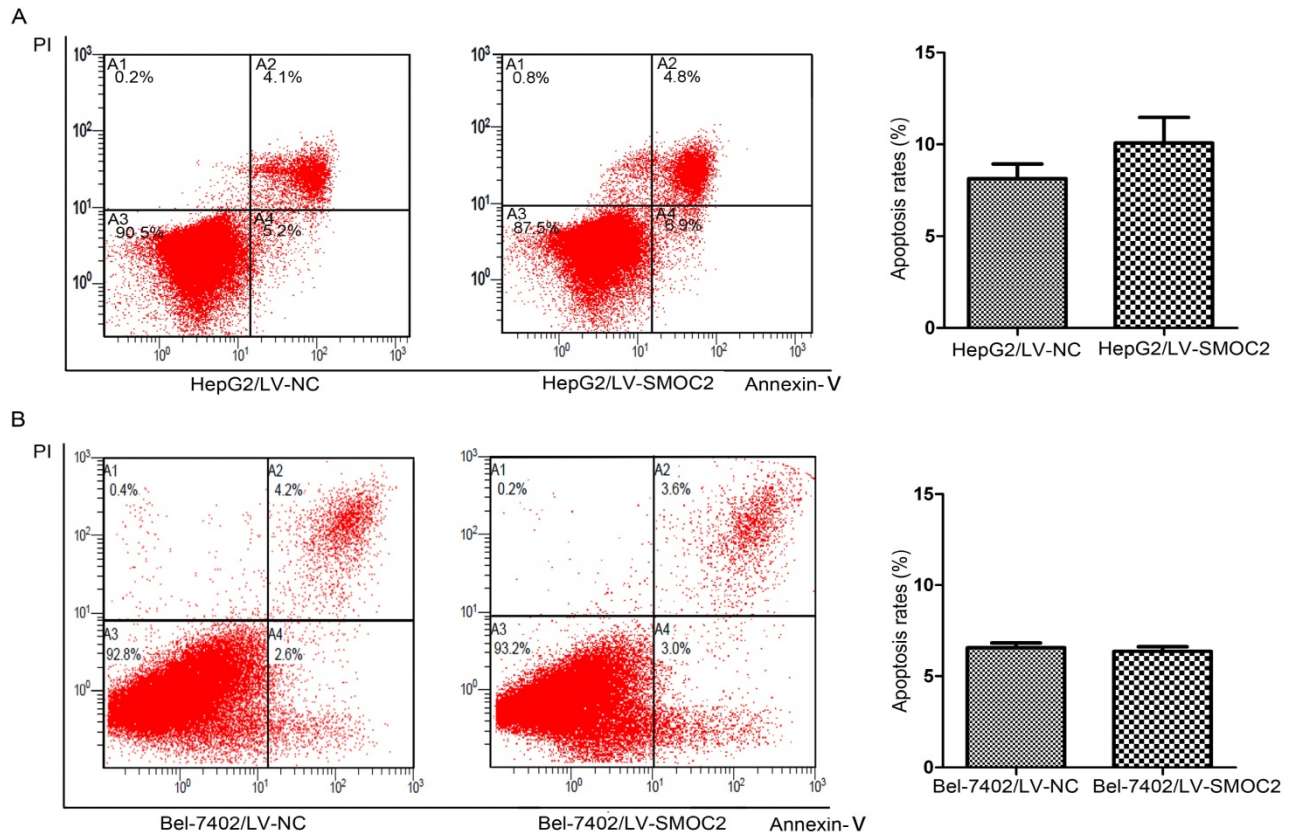 A
PI
10³
10²
10¹
10⁰
A1
0.2%
A2
4.1%
A3
90.5%
A4
5.2%
10⁰ 10¹ 10² 10³
HepG2/LV-NC
10³
10²
10¹
10⁰
A1
0.8%
A2
4.8%
A3
87.5%
A4
6.9%
10⁰ 10¹ 10² 10³
HepG2/LV-SMOC2
Annexin-V
Apoptosis rates (%)
15
10
5
0
HepG2/LV-NC HepG2/LV-SMOC2
B
PI
10³
10²
10¹
10⁰
A1
0.4%
A2
4.2%
A3
92.8%
A4
2.6%
10⁰ 10¹ 10² 10³
Bel-7402/LV-NC
10³
10²
10¹
10⁰
A1
0.2%
A2
3.6%
A3
93.2%
A4
3.0%
10⁰ 10¹ 10² 10³
Bel-7402/LV-SMOC2
Annexin-V
Apoptosis rates (%)
15
10
5
0
Bel-7402/LV-NC Bel-7402/LV-SMOC2